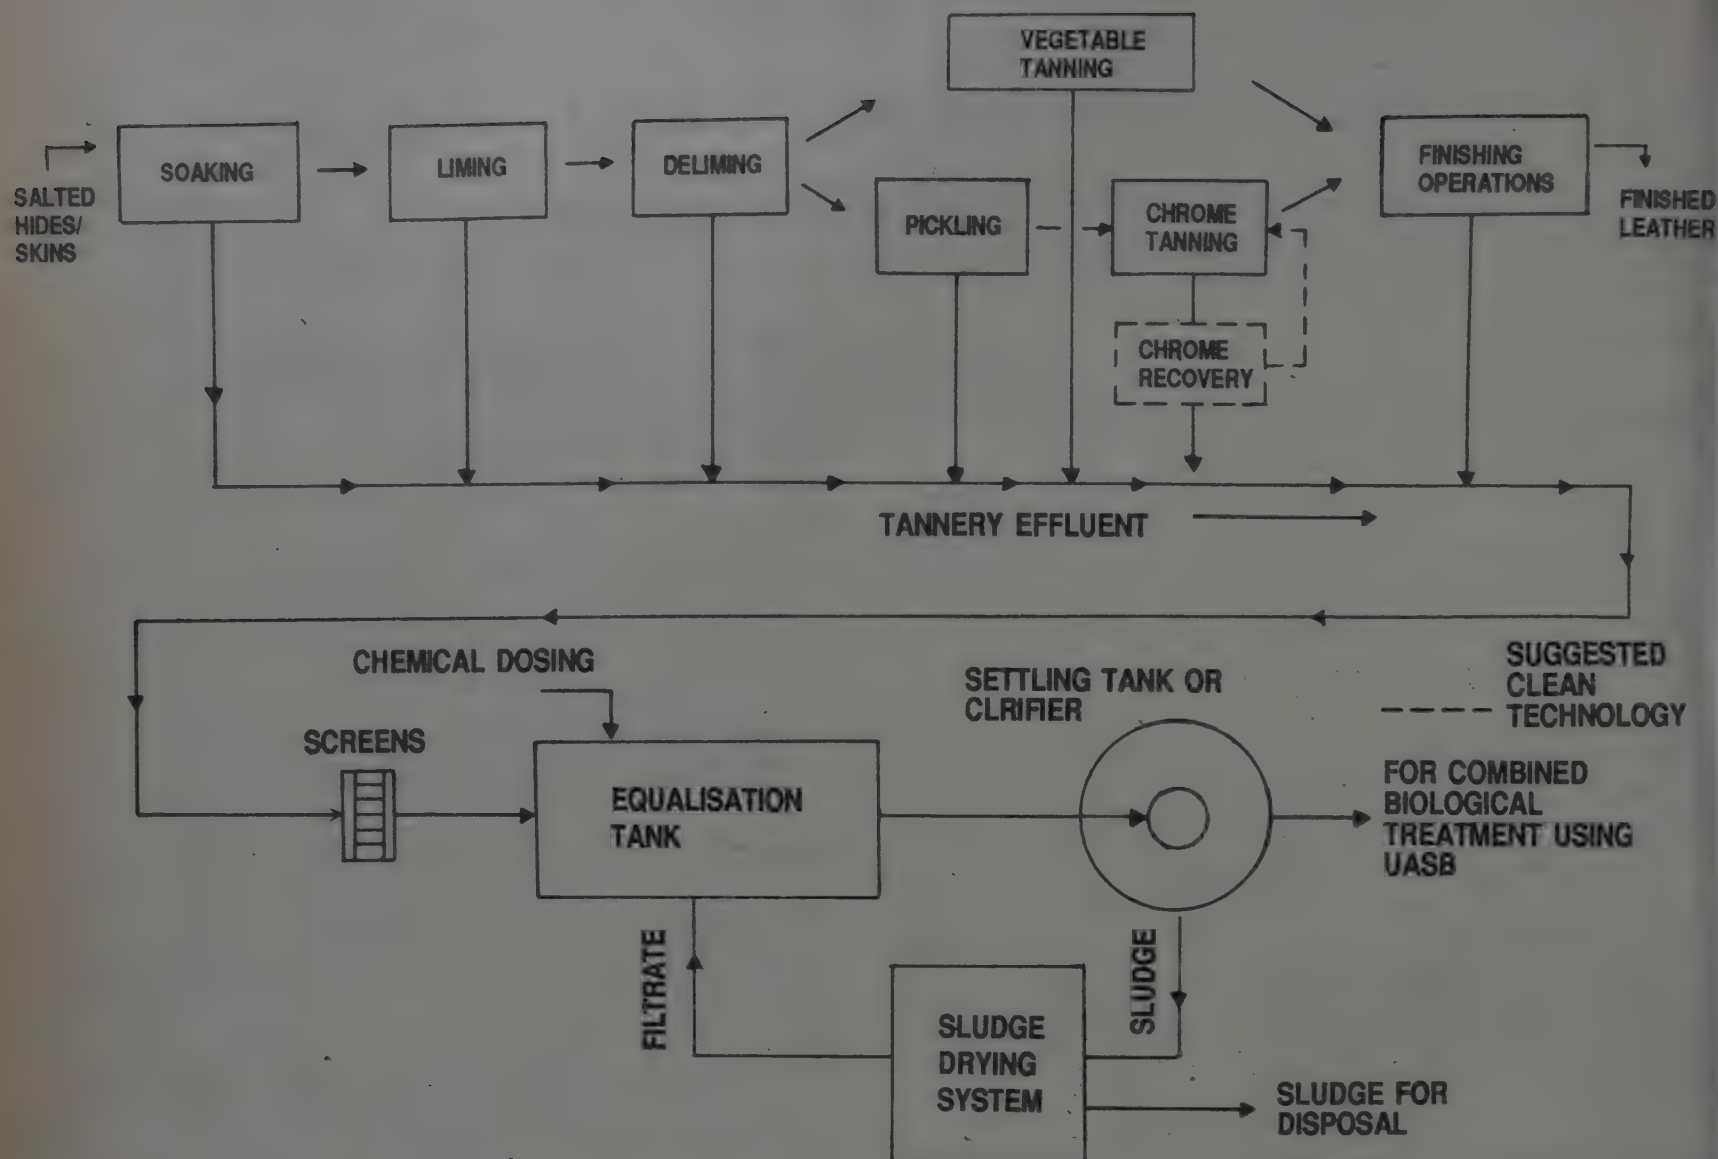 VEGETABLE
TANNING
SALTED
HIDES/
SKINS
SOAKING
LIMING
DELIMING
PICKLING
CHROME
TANNING
CHROME
RECOVERY
FINISHING
OPERATIONS
FINISHED
LEATHER
TANNERY EFFLUENT
CHEMICAL DOSING
SCREENS
EQUALISATION
TANK
SETTLING TANK OR
CLRIFIER
SUGGESTED
CLEAN
TECHNOLOGY
FOR COMBINED
BIOLOGICAL
TREATMENT USING
UASB
FILTRATE
SLUDGE
SLUDGE
DRYING
SYSTEM
SLUDGE FOR
DISPOSAL